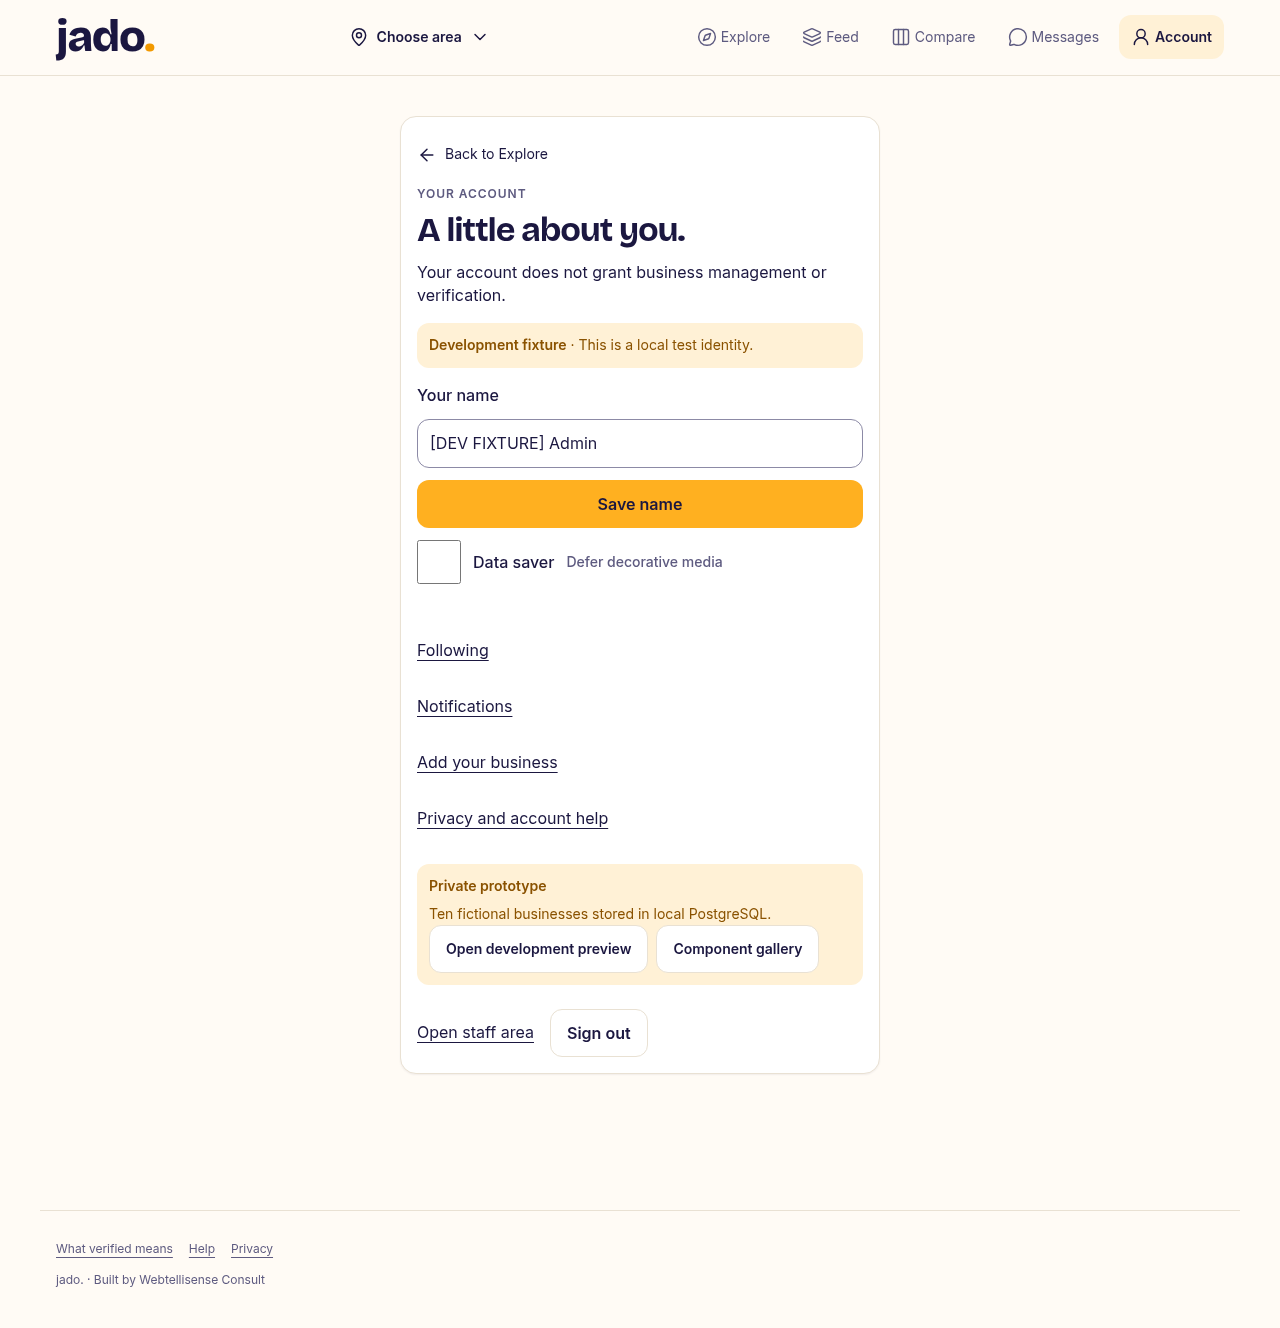 jado.
Choose area
Explore
Feed
Compare
Messages
Account
Back to Explore
YOUR ACCOUNT
A little about you.
Your account does not grant business management or
verification.
Development fixture · This is a local test identity.
Your name
[DEV FIXTURE] Admin
Save name
Data saver Defer decorative media
Following
Notifications
Add your business
Privacy and account help
Private prototype
Ten fictional businesses stored in local PostgreSQL.
Open development preview
Component gallery
Open staff area
Sign out
What verified means Help Privacy
jado. · Built by Webtellisense Consult